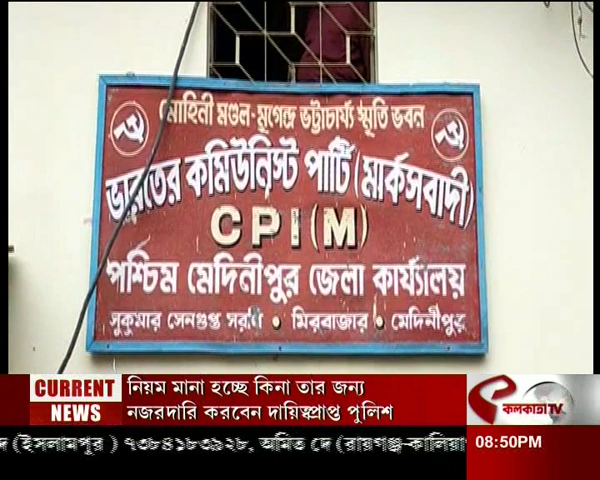 মোহিনী মণ্ডল-মৃগেন্দ্র ভট্টাচার্য্য স্মৃতি ভবন
ভারতের কমিউনিস্ট পার্টি (মার্কসবাদী)
CPI(M)
পশ্চিম মেদিনীপুর জেলা কার্য্যালয়
সুকুমার সেনগুপ্ত সরণি • মিরবাজার • মেদিনীপুর
CURRENT NEWS
নিয়ম মানা হচ্ছে কিনা তার জন্য
নজরদারি করবেন দায়িত্বপ্রাপ্ত পুলিশ
কলকাতা TV
দ (ইসলামপুর ) ৭৩৮৪১৮৩৯২৮, অমিত দে (রায়গঞ্জ-কালিয়া
08:50PM